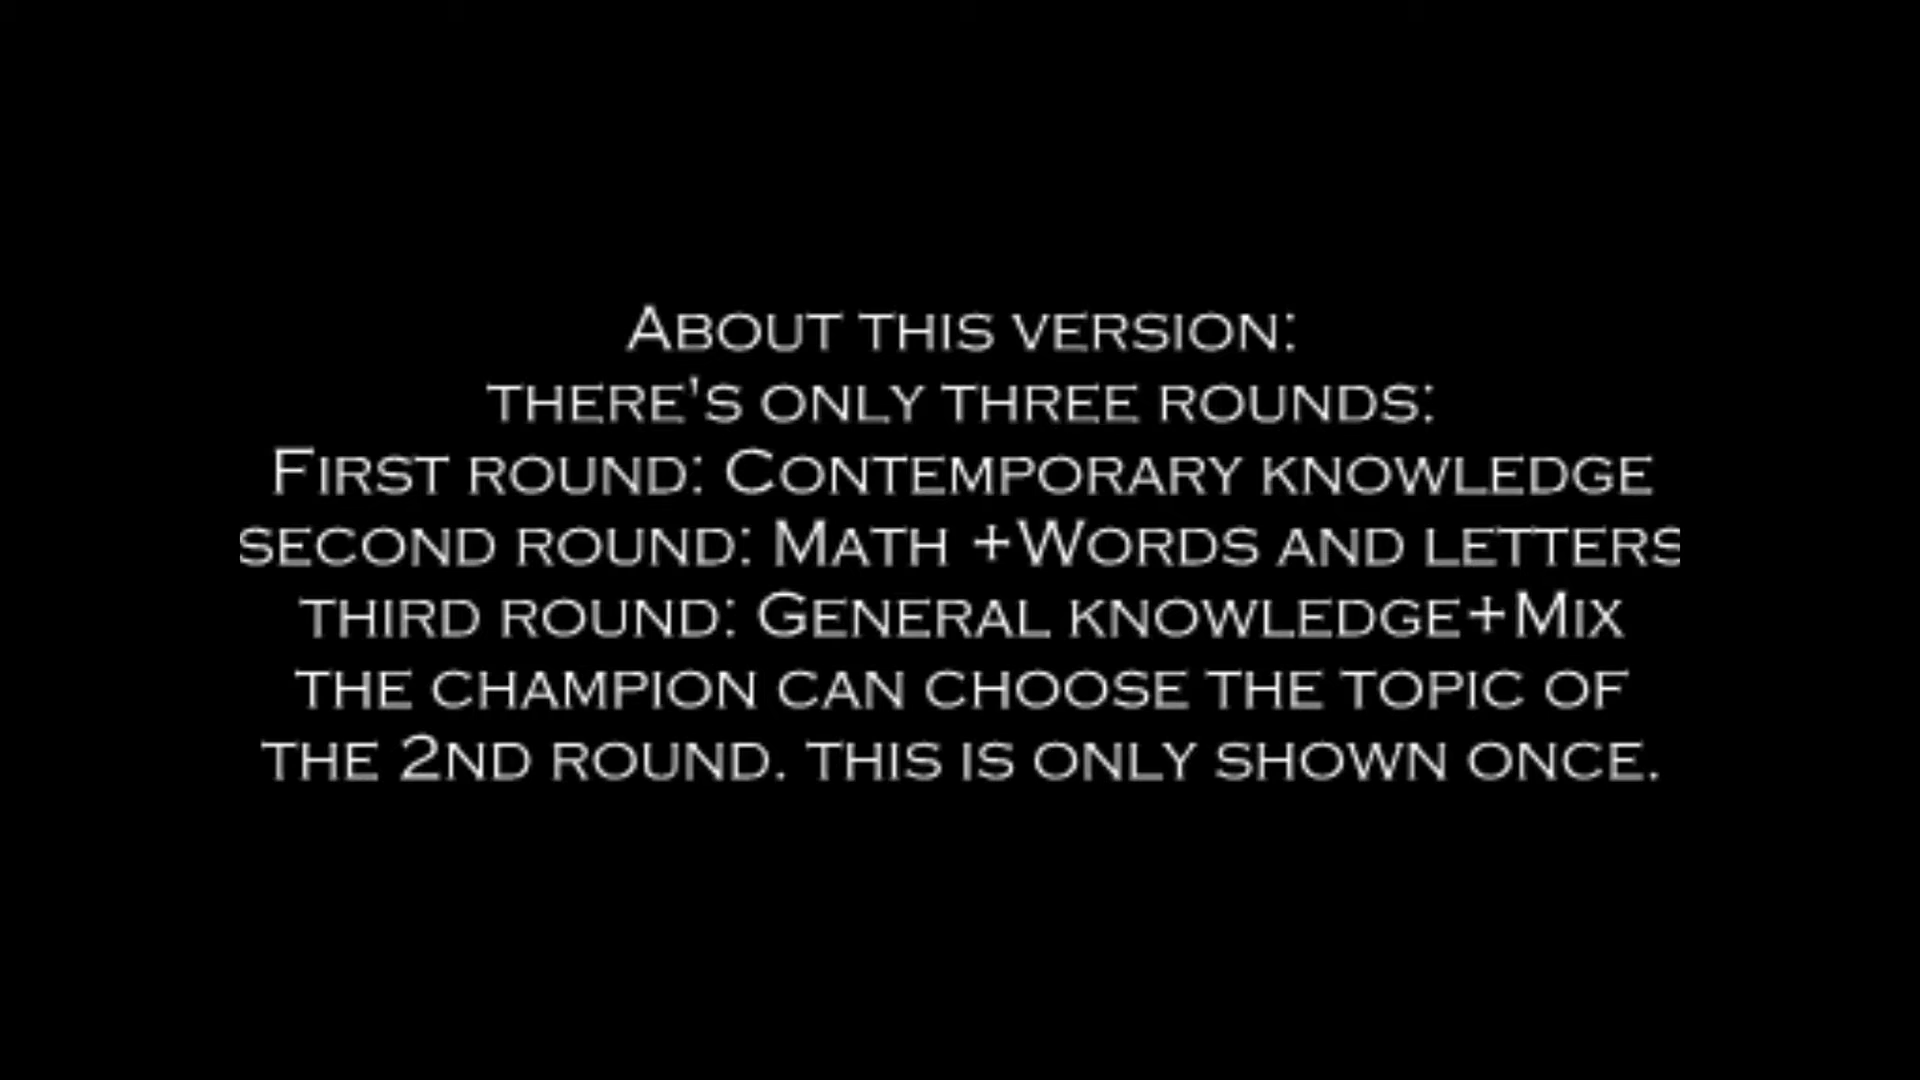 About this version:
there's only three rounds:
First round: Contemporary knowledge
second round: Math +Words and letters
third round: General knowledge+Mix
the champion can choose the topic of
the 2nd round. this is only shown once.